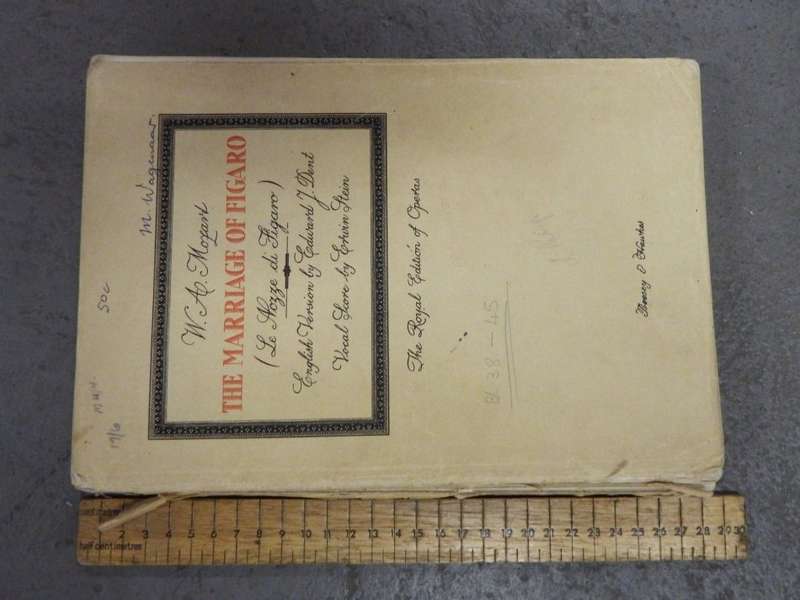 M. Wagenaar
50c
17/6
W. A. Mozart
THE MARRIAGE OF FIGARO
(Le Nozze di Figaro)
English Version by Edward J. Dent
Vocal Score by Erwin Stein
The Royal Edition of Operas
38-45
Boosey & Hawkes
half centimetres
2 3 4 5 6 7 8 9 10 11 12 13 14 15 16 17 18 19 20 21 22 23 24 25 26 27 28 29 30